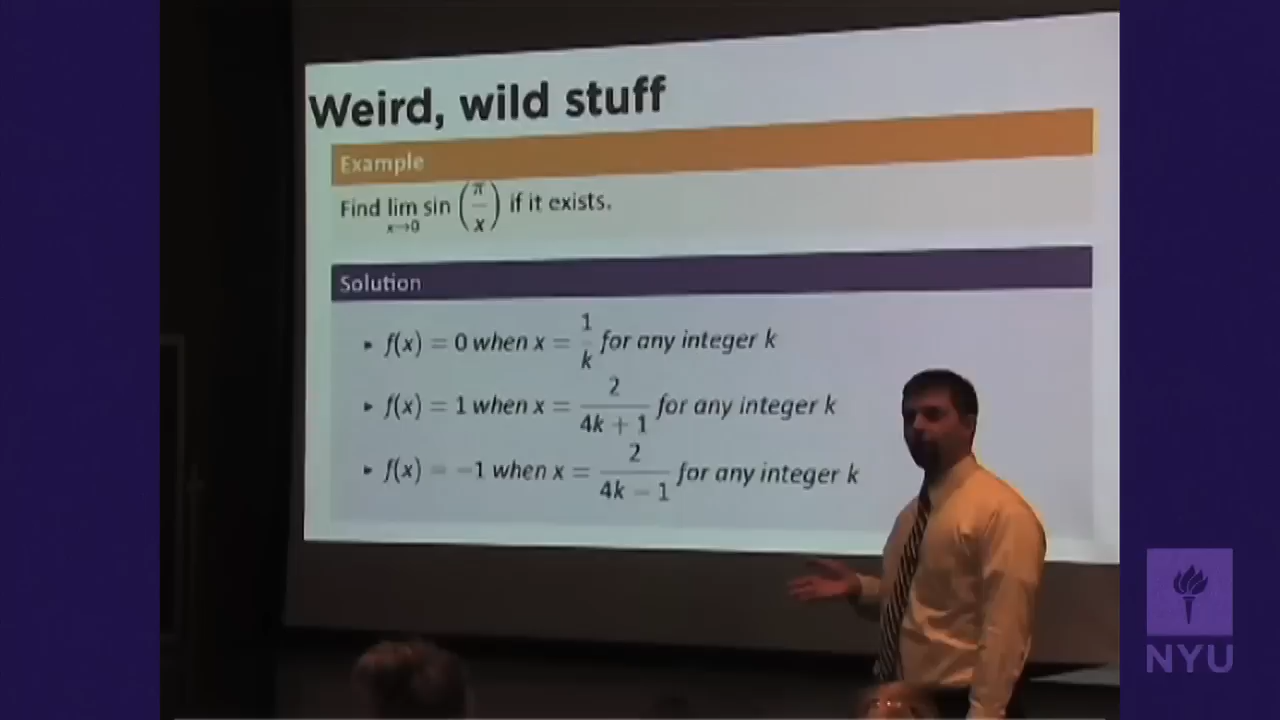 Weird, wild stuff
Example
Find lim x→0 sin (π/x) if it exists.
Solution
▸ f(x) = 0 when x = 1/k for any integer k
▸ f(x) = 1 when x = 2/(4k + 1) for any integer k
▸ f(x) = −1 when x = 2/(4k − 1) for any integer k
NYU